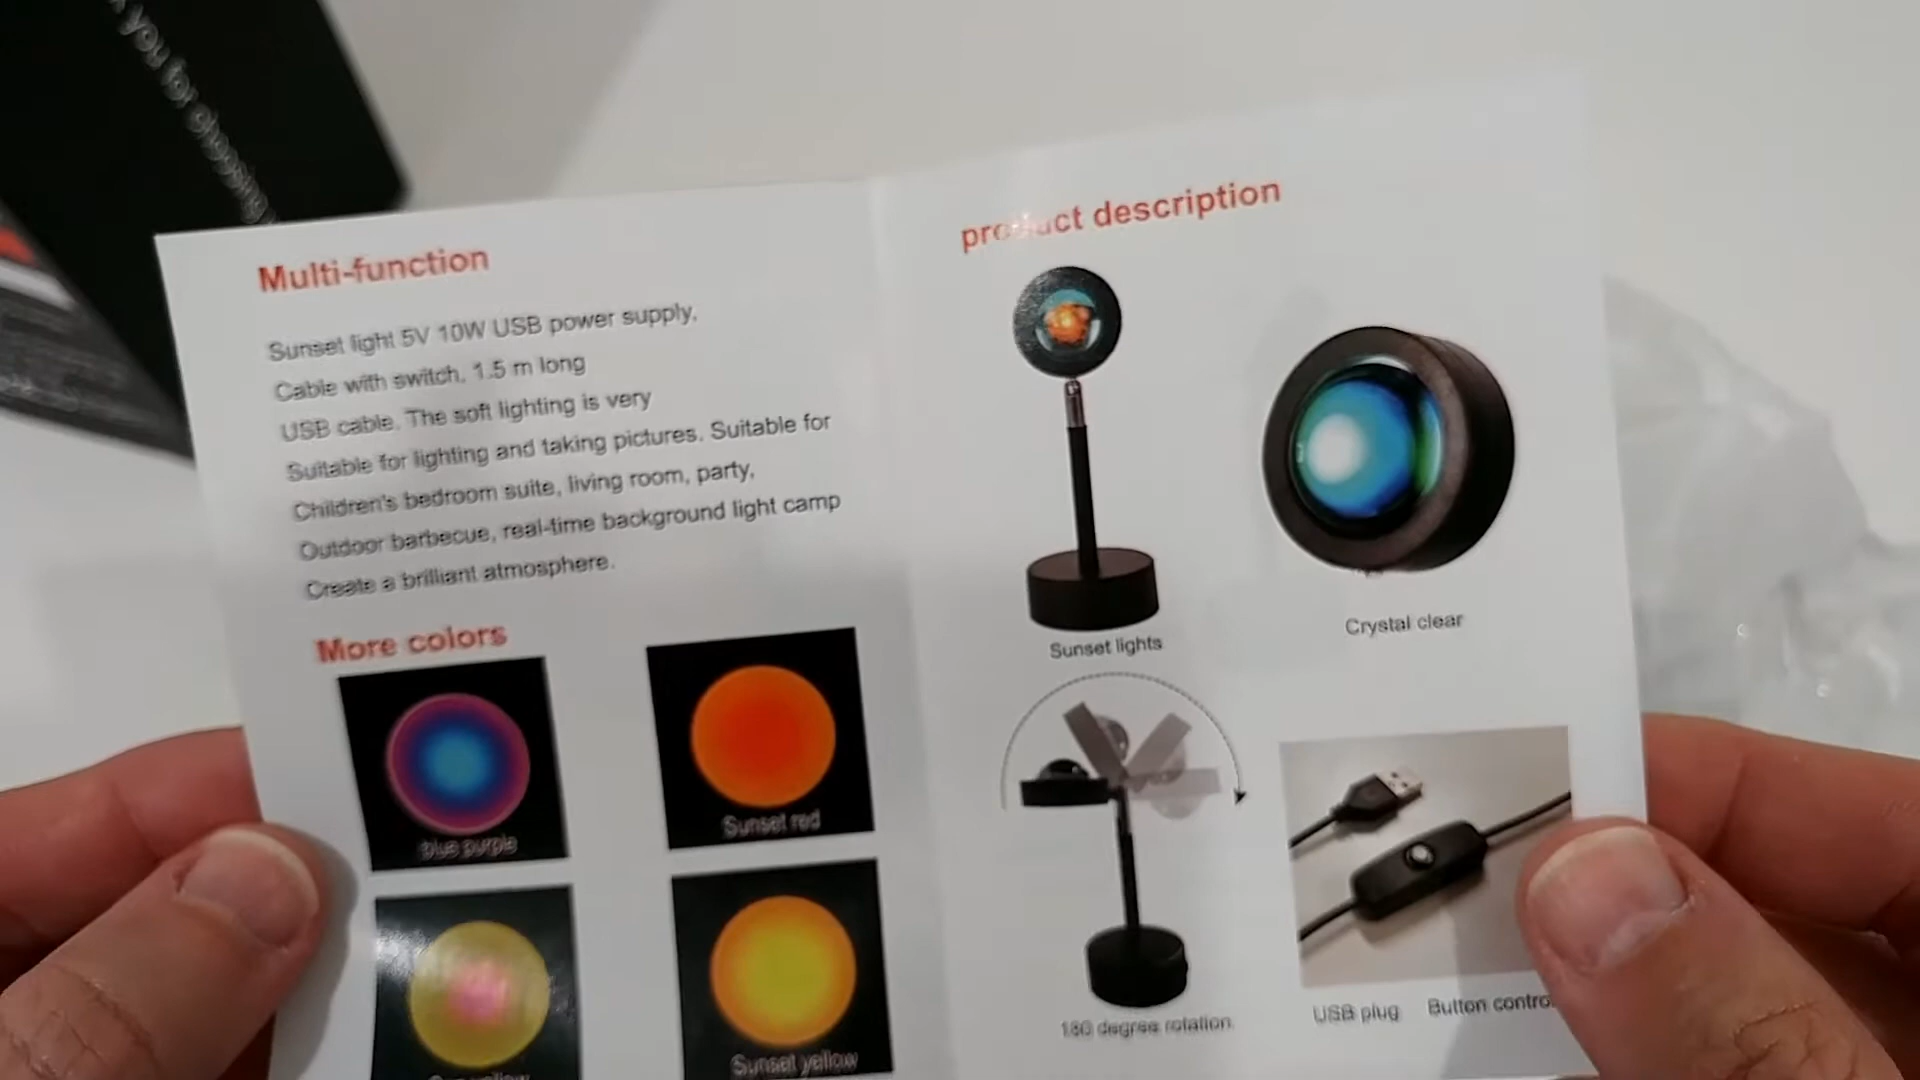 you for choosing
Multi-function
Sunset light 5V 10W USB power supply,
Cable with switch, 1.5 m long
USB cable. The soft lighting is very
Suitable for lighting and taking pictures. Suitable for
Children's bedroom suite, living room, party,
Outdoor barbecue, real-time background light camp
Create a brilliant atmosphere.
More colors
blue purple
Sunset red
Sunset yellow
product description
Sunset lights
Crystal clear
180 degree rotation
USB plug
Button contro